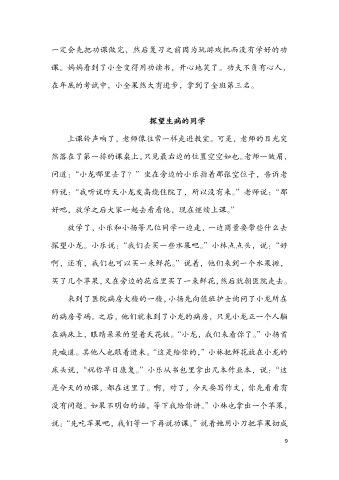 一定会先把功课做完，然后复习之前因为玩游戏机而没有学好的功
课。妈妈看到了小全变得用功读书，开心地笑了。功夫不负有心人，
在年底的考试中，小全果然大有进步，拿到了全班第三名。
探望生病的同学
上课铃声响了，老师像往常一样走进教室。可是，老师的目光突
然落在了第一排的课桌上，只见最右边的位置空空如也。老师一皱眉，
问道：“小龙哪里去了？”坐在旁边的小乐指着那张空位子，告诉老
师说：“我听说昨天小龙发高烧住院了，所以没有来。”老师说：“那
好吧，放学之后大家一起去看看他，现在继续上课。”
放学了，小乐和小杨等几位同学一边走，一边商量要带些什么去
探望小龙。小乐说：“我们去买一些水果吧。”小林点点头，说：“好
啊，还有，我们也可以买一束鲜花。”说着，他们来到一个水果摊，
买了几个苹果，又在旁边的花店里买了一束鲜花，然后就朝医院走去。
来到了医院病房大楼的一楼，小杨先向值班护士询问了小龙所在
的病房号码。之后，他们就来到了小龙的病房，只见小龙正一个人躺
在病床上，眼睛呆呆的望着天花板。“小龙，我们来看你了。”小杨首
先喊道。其他人也跟着进来。“这是给你的，”小林把鲜花放在小龙的
床头说，“祝你早日康复。”小乐从书包里拿出几本作业本，说：“这
是今天的功课，都在这里了。啊，对了，今天要写作文，你先看看有
没有问题。如果不明白的话，等下我给你讲。”小林也拿出一个苹果，
说：“先吃苹果吧，我们等一下再说功课。”说着她用小刀把苹果切成
9